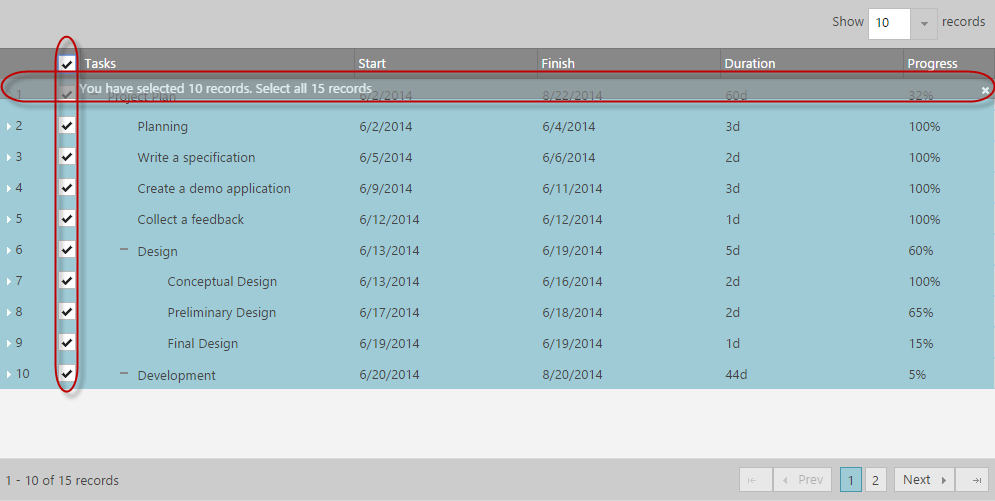 Show 10 records
Tasks Start Finish Duration Progress
You have selected 10 records. Select all 15 records
1 Project Plan 6/2/2014 8/22/2014 60d 32%
2 Planning 6/2/2014 6/4/2014 3d 100%
3 Write a specification 6/5/2014 6/6/2014 2d 100%
4 Create a demo application 6/9/2014 6/11/2014 3d 100%
5 Collect a feedback 6/12/2014 6/12/2014 1d 100%
6 Design 6/13/2014 6/19/2014 5d 60%
7 Conceptual Design 6/13/2014 6/16/2014 2d 100%
8 Preliminary Design 6/17/2014 6/18/2014 2d 65%
9 Final Design 6/19/2014 6/19/2014 1d 15%
10 Development 6/20/2014 8/20/2014 44d 5%
1 - 10 of 15 records Prev 1 2 Next